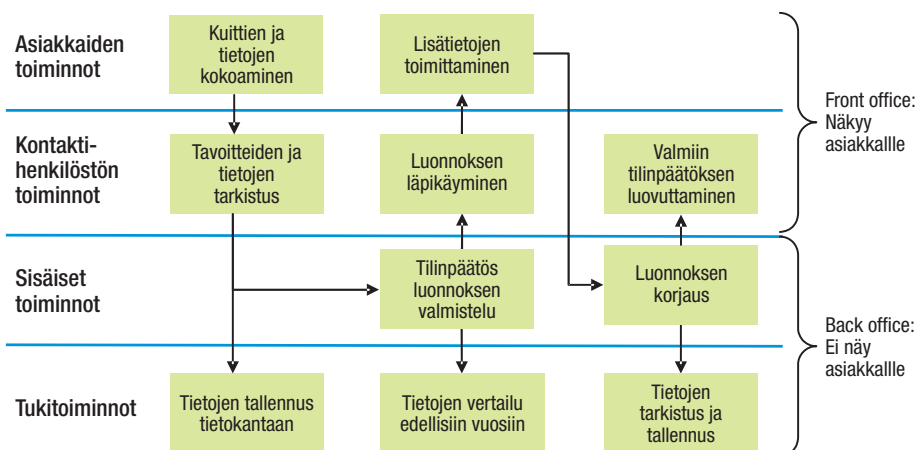 Asiakkaiden
toiminnot
Kuittien ja
tietojen
kokoaminen
Lisätietojen
toimittaminen
Front office:
Näkyy
asiakkallle
Kontakti-
henkilöstön
toiminnot
Tavoitteiden ja
tietojen
tarkistus
Luonnoksen
läpikäyminen
Valmiin
tilinpäätöksen
luovuttaminen
Sisäiset
toiminnot
Tilinpäätös
luonnoksen
valmistelu
Luonnoksen
korjaus
Back office:
Ei näy
asiakkallle
Tukitoiminnot
Tietojen tallennus
tietokantaan
Tietojen vertailu
edellisiin vuosiin
Tietojen
tarkistus ja
tallennus